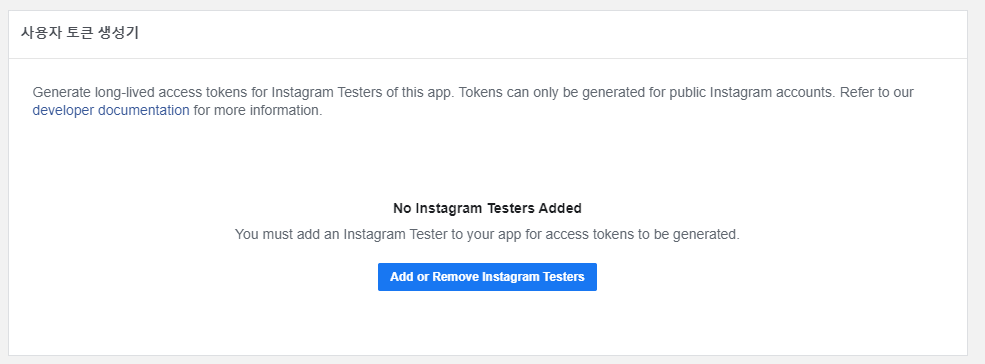 사용자 토큰 생성기
Generate long-lived access tokens for Instagram Testers of this app. Tokens can only be generated for public Instagram accounts. Refer to our
developer documentation for more information.
No Instagram Testers Added
You must add an Instagram Tester to your app for access tokens to be generated.
Add or Remove Instagram Testers